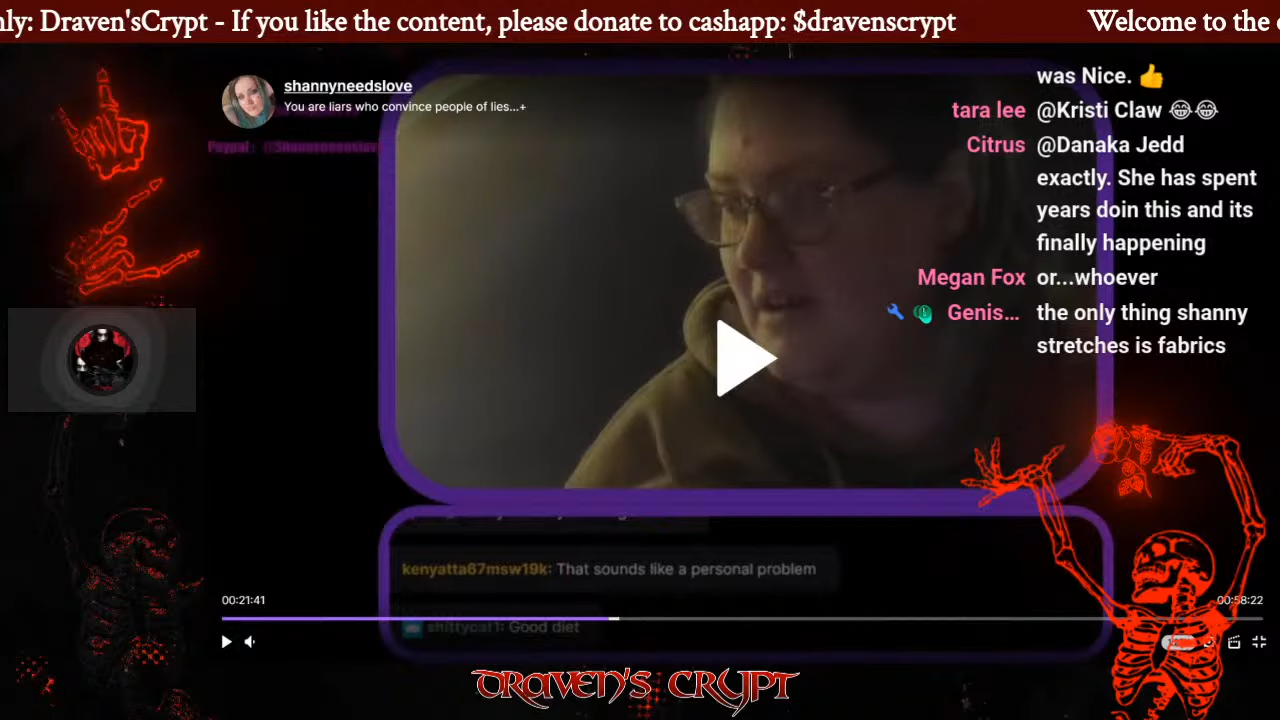 nly: Draven'sCrypt - If you like the content, please donate to cashapp: $dravenscrypt
Welcome to the
shannyneedslove
You are liars who convince people of lies...+
was Nice. 👍
tara lee @Kristi Claw 😂😂
Citrus @Danaka Jedd
exactly. She has spent
years doin this and its
finally happening
Megan Fox or...whoever
Genis... the only thing shanny
stretches is fabrics
kenyatta67msw19k: That sounds like a personal problem
shittycat1: Good diet
00:21:41
00:58:22
DRAVEN'S CRYPT